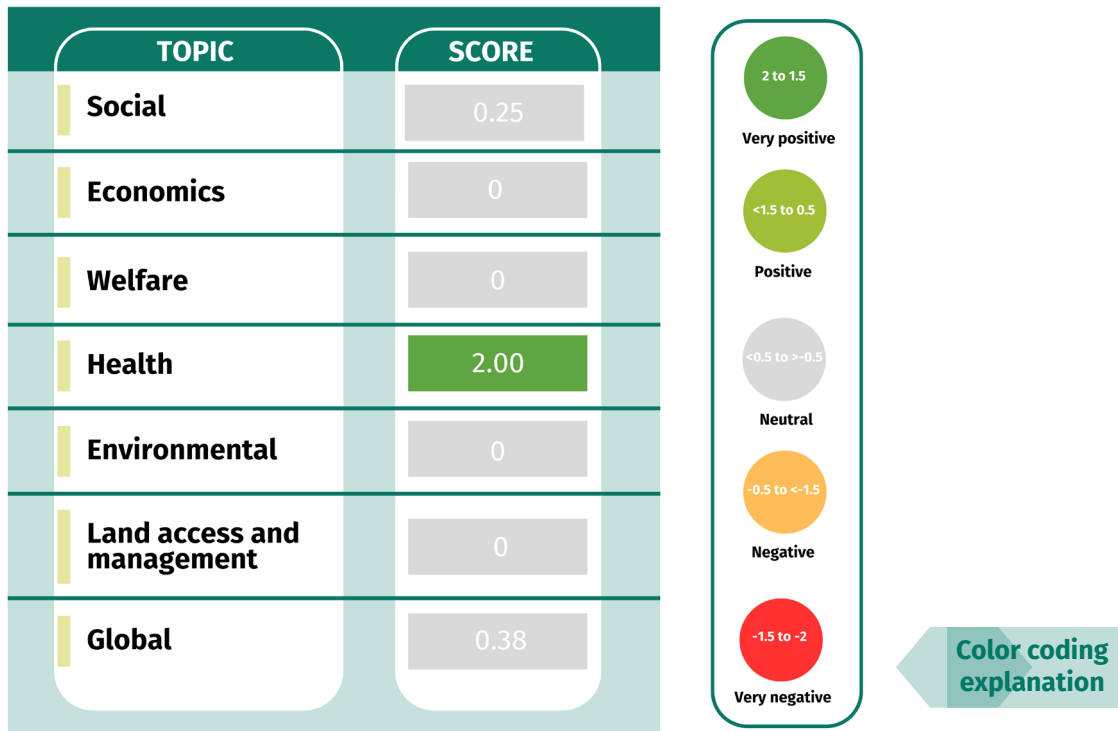 TOPIC SCORE
Social 0.25
Economics 0
Welfare 0
Health 2.00
Environmental 0
Land access and
management 0
Global 0.38
2 to 1.5
Very positive
<1.5 to 0.5
Positive
<0.5 to >-0.5
Neutral
-0.5 to <-1.5
Negative
-1.5 to -2
Very negative
Color coding
explanation